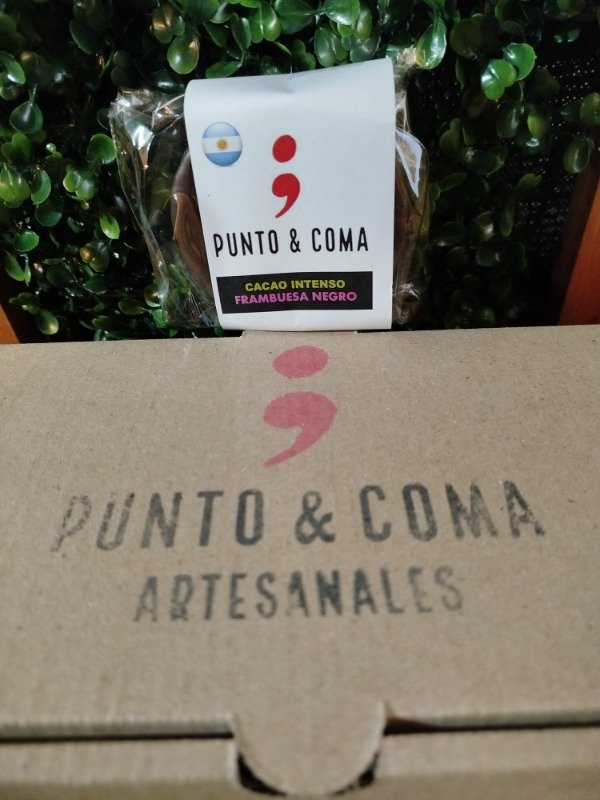 PUNTO & COMA
CACAO INTENSO
FRAMBUESA NEGRO
PUNTO & COMA
ARTESANALES